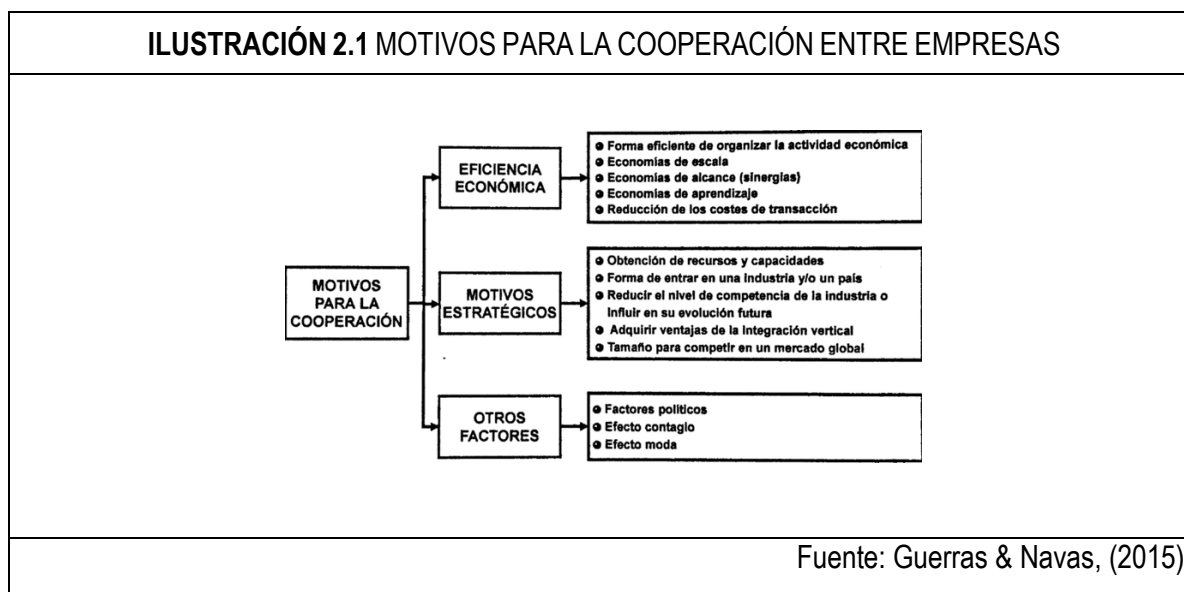 ILUSTRACIÓN 2.1 MOTIVOS PARA LA COOPERACIÓN ENTRE EMPRESAS
MOTIVOS
PARA LA
COOPERACIÓN
EFICIENCIA
ECONÓMICA
Forma eficiente de organizar la actividad económica
Economías de escala
Economías de alcance (sinergias)
Economías de aprendizaje
Reducción de los costes de transacción
MOTIVOS
ESTRATÉGICOS
Obtención de recursos y capacidades
Forma de entrar en una industria y/o un país
Reducir el nivel de competencia de la industria o
Influir en su evolución futura
Adquirir ventajas de la Integración vertical
Tamaño para competir en un mercado global
OTROS
FACTORES
Factores políticos
Efecto contagio
Efecto moda
Fuente: Guerras & Navas, (2015)